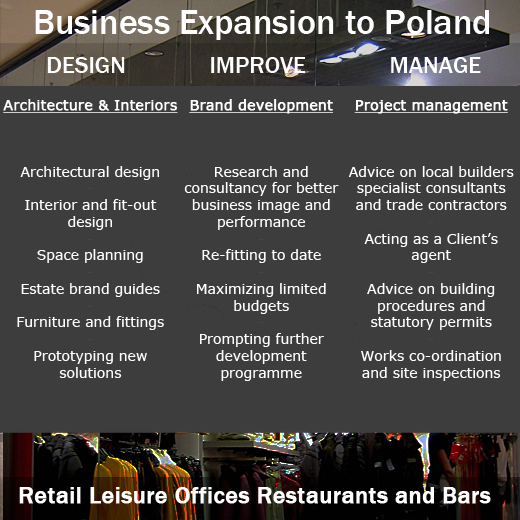 Business Expansion to Poland
DESIGN IMPROVE MANAGE
Architecture & Interiors
Architectural design
Interior and fit-out
design
Space planning
Estate brand guides
Furniture and fittings
Prototyping new
solutions
Brand development
Research and
consultancy for better
business image and
performance
Re-fitting to date
Maximizing limited
budgets
Prompting further
development
programme
Project management
Advice on local builders
specialist consultants
and trade contractors
Acting as a Client’s
agent
Advice on building
procedures and
statutory permits
Works co-ordination
and site inspections
Retail Leisure Offices Restaurants and Bars